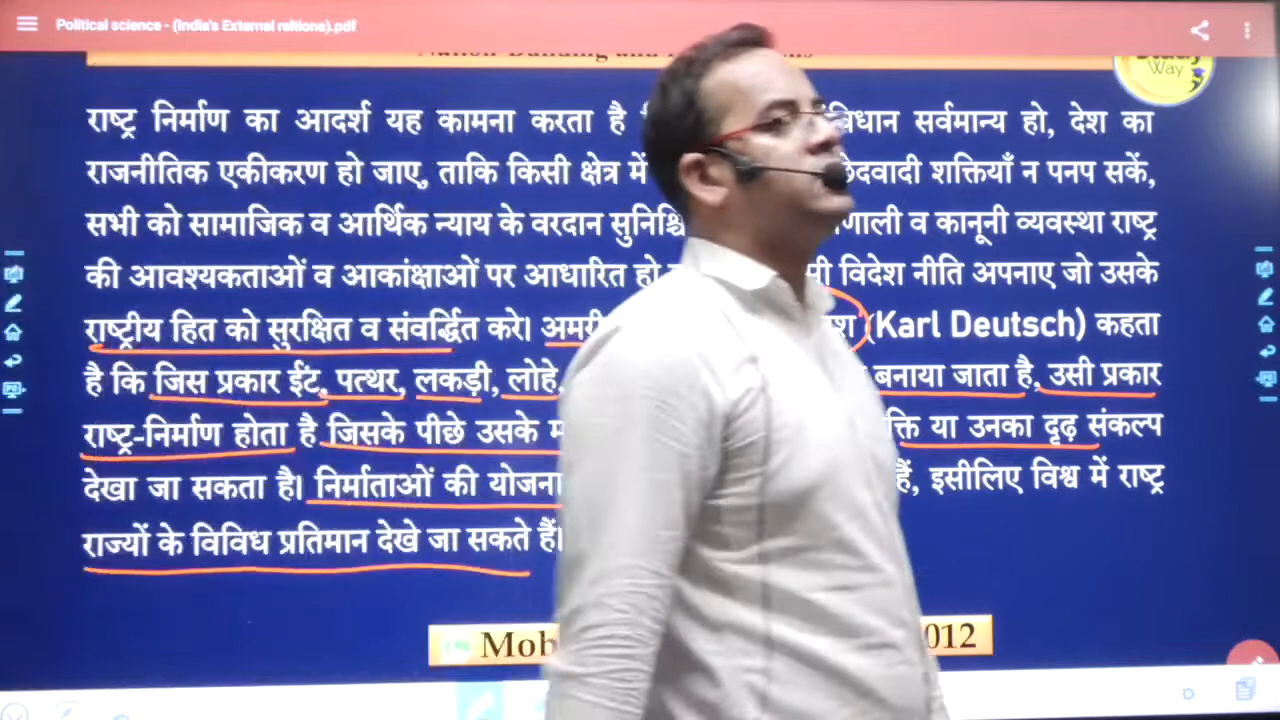 Political science - (India's External reltions).pdf
Way
राष्ट्र निर्माण का आदर्श यह कामना करता है सर्वमान्य हो, देश का
राजनीतिक एकीकरण हो जाए, ताकि किसी क्षेत्र में शक्तियाँ न पनप सकें,
सभी को सामाजिक व आर्थिक न्याय के वरदान व कानूनी व्यवस्था राष्ट्र
की आवश्यकताओं व आकांक्षाओं पर आधारित हो विदेश नीति अपनाए जो उसके
राष्ट्रीय हित को सुरक्षित व संवर्द्धित करे। (Karl Deutsch) कहता
है कि जिस प्रकार ईंट, पत्थर, लकड़ी, लोहे, बनाया जाता है, उसी प्रकार
राष्ट्र-निर्माण होता है जिसके पीछे उसके या उनका दृढ़ संकल्प
देखा जा सकता है। निर्माताओं की हैं, इसीलिए विश्व में राष्ट्र
राज्यों के विविध प्रतिमान देखे जा सकते हैं।
Mob 012